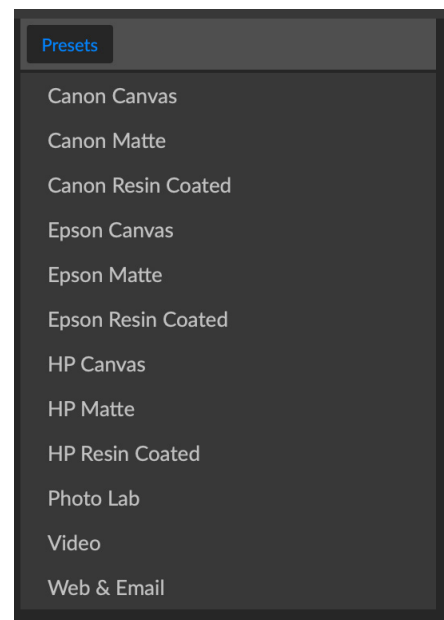 Presets
Canon Canvas
Canon Matte
Canon Resin Coated
Epson Canvas
Epson Matte
Epson Resin Coated
HP Canvas
HP Matte
HP Resin Coated
Photo Lab
Video
Web & Email